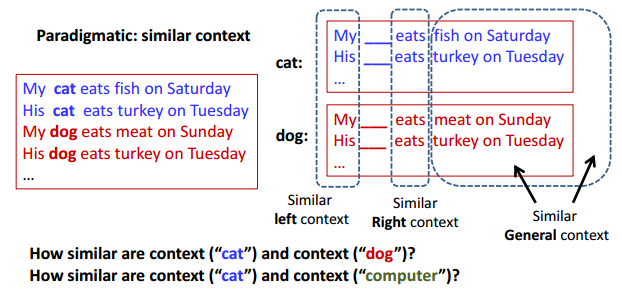 Paradigmatic: similar context
My cat eats fish on Saturday
His cat eats turkey on Tuesday
My dog eats meat on Sunday
His dog eats turkey on Tuesday
…
cat:
My ___ eats fish on Saturday
His ___ eats turkey on Tuesday
…
dog:
My ___ eats meat on Sunday
His ___ eats turkey on Tuesday
…
Similar
left context
Similar
Right context
Similar
General context
How similar are context (“cat”) and context (“dog”)?
How similar are context (“cat”) and context (“computer”)?